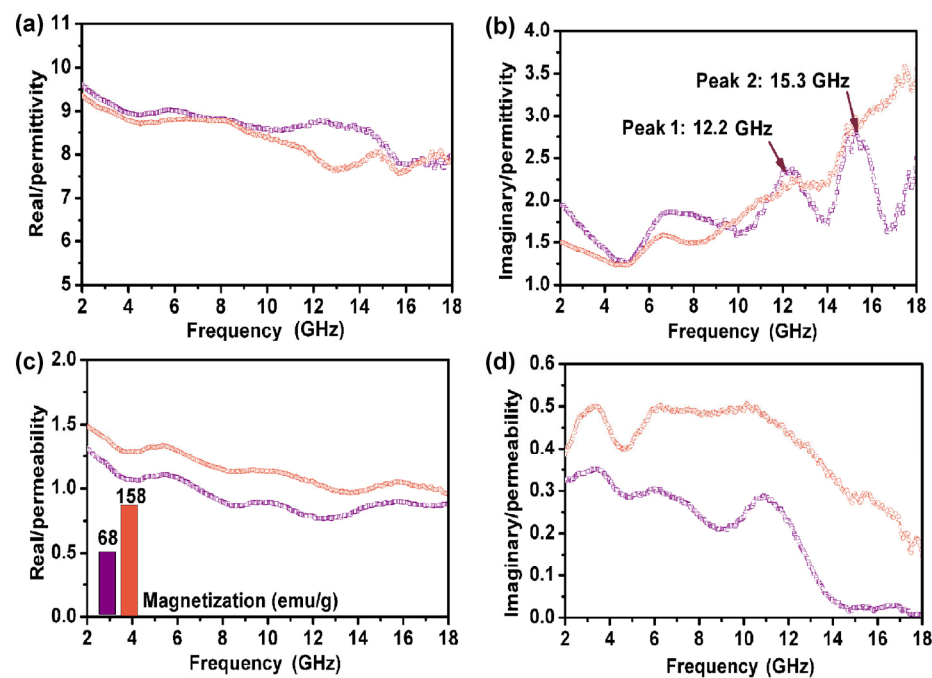 (a)
11
10
9
8
7
6
5
Real/permittivity
2 4 6 8 10 12 14 16 18
Frequency (GHz)
(b)
4.0
3.5
3.0
2.5
2.0
1.5
1.0
Imaginary/permittivity
Peak 2: 15.3 GHz
Peak 1: 12.2 GHz
2 4 6 8 10 12 14 16 18
Frequency (GHz)
(c)
2.0
1.5
1.0
0.5
0.0
Real/permeability
158
68
Magnetization (emu/g)
2 4 6 8 10 12 14 16 18
Frequency (GHz)
(d)
0.6
0.5
0.4
0.3
0.2
0.1
0.0
Imaginary/permeability
2 4 6 8 10 12 14 16 18
Frequency (GHz)